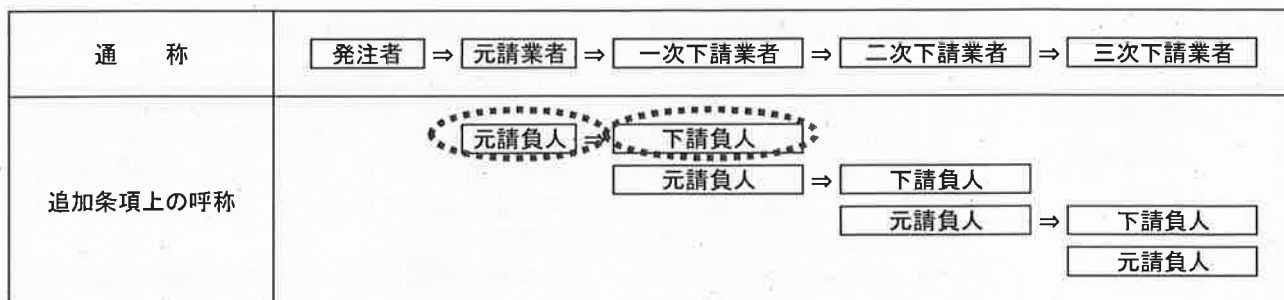 通　　称
発注者 ⇒ 元請業者 ⇒ 一次下請業者 ⇒ 二次下請業者 ⇒ 三次下請業者
追加条項上の呼称
元請負人 ⇒ 下請負人
元請負人 ⇒ 下請負人
元請負人 ⇒ 下請負人
元請負人